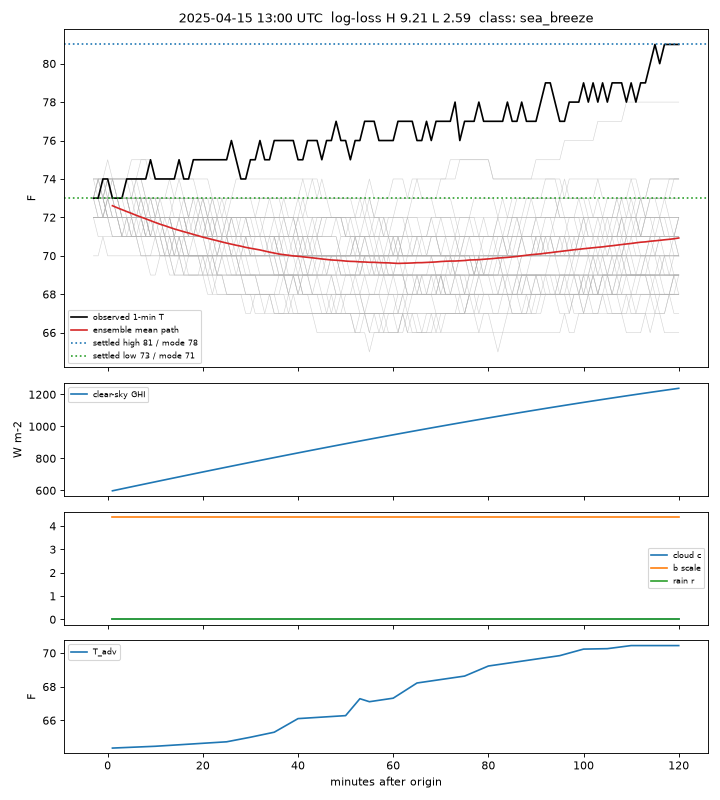 2025-04-15 13:00 UTC  log-loss H 9.21 L 2.59  class: sea_breeze
80
78
76
74
72
70
68
66
F
observed 1-min T
ensemble mean path
settled high 81 / mode 78
settled low 73 / mode 71
1200
1000
800
600
W m-2
clear-sky GHI
4
3
2
1
0
cloud c
b scale
rain r
70
68
66
F
T_adv
0 20 40 60 80 100 120
minutes after origin